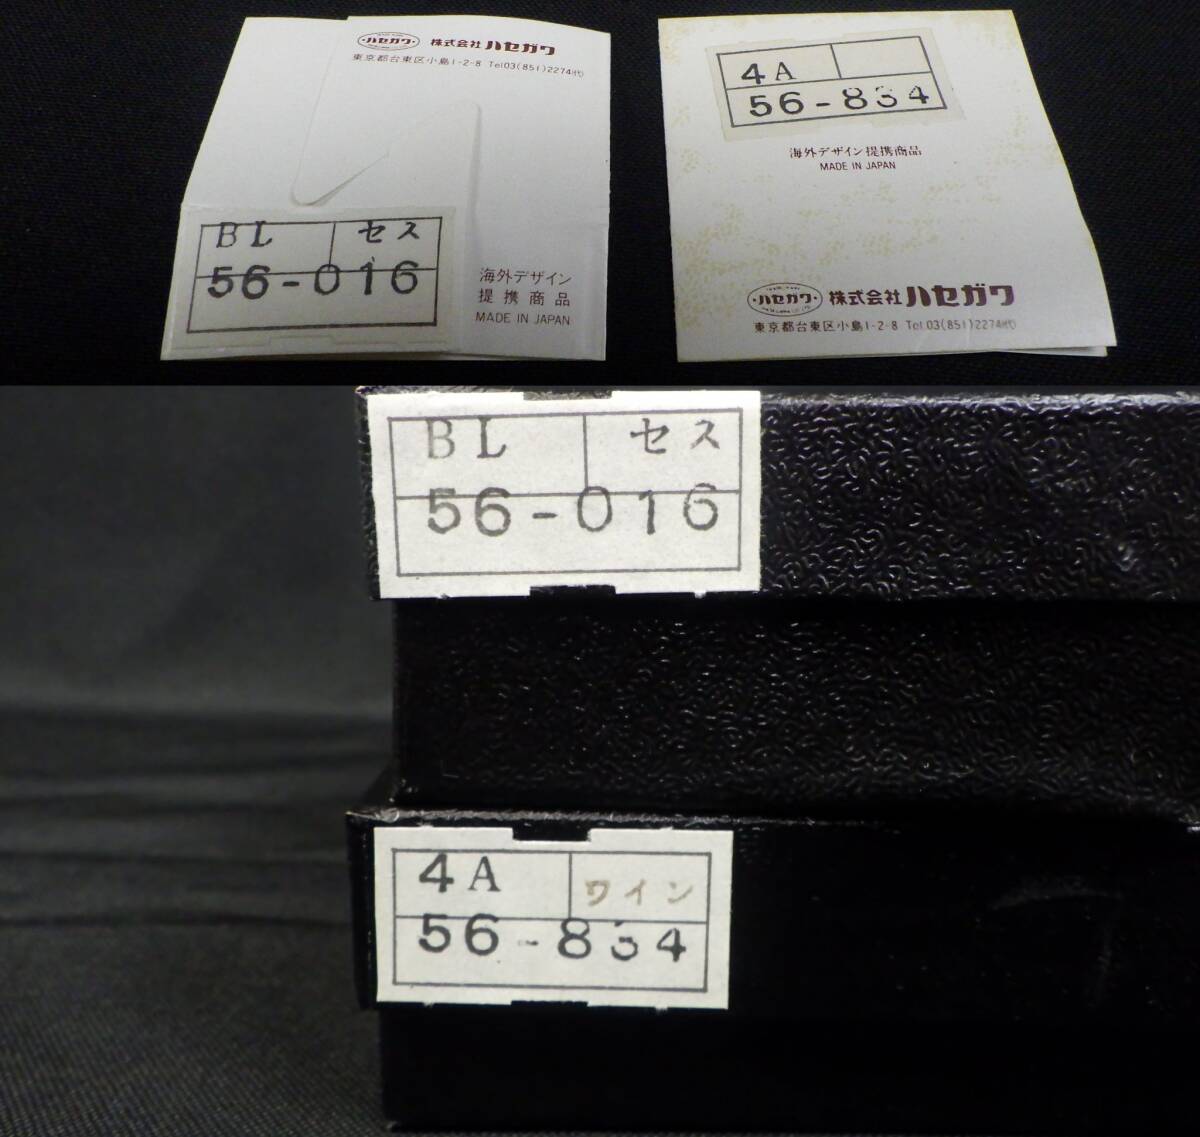 ハセガワ 株式会社 ハセガワ
東京都台東区小島1-2-8 Tel.03(851)2274(代)
BL セス
56-016
海外デザイン
提携商品
MADE IN JAPAN
4A
56-834
海外デザイン提携商品
MADE IN JAPAN
ハセガワ 株式会社 ハセガワ
東京都台東区小島1-2-8 Tel.03(851)2274(代)
BL セス
56-016
4A ワイン
56-834